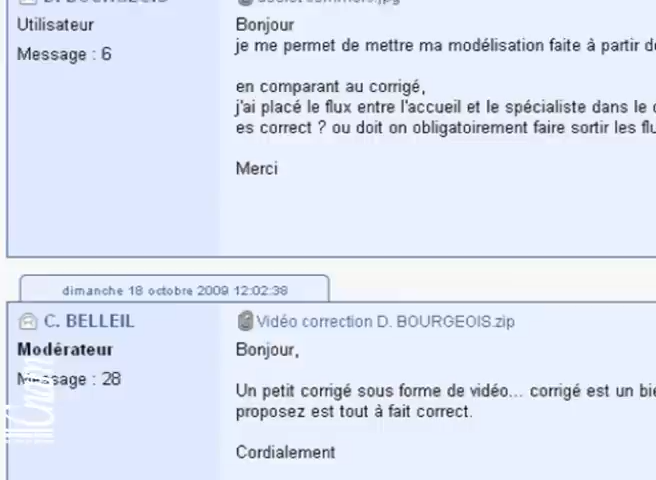 Utilisateur
Message : 6
Bonjour
je me permet de mettre ma modélisation faite à partir
en comparant au corrigé,
j'ai placé le flux entre l'accueil et le spécialiste dans le
es correct ? ou doit on obligatoirement faire sortir les
Merci
dimanche 18 octobre 2009 12:02:38
C. BELLEIL
Modérateur
Message : 28
Vidéo correction D. BOURGEOIS.zip
Bonjour,
Un petit corrigé sous forme de vidéo... corrigé est un
proposez est tout à fait correct.
Cordialement